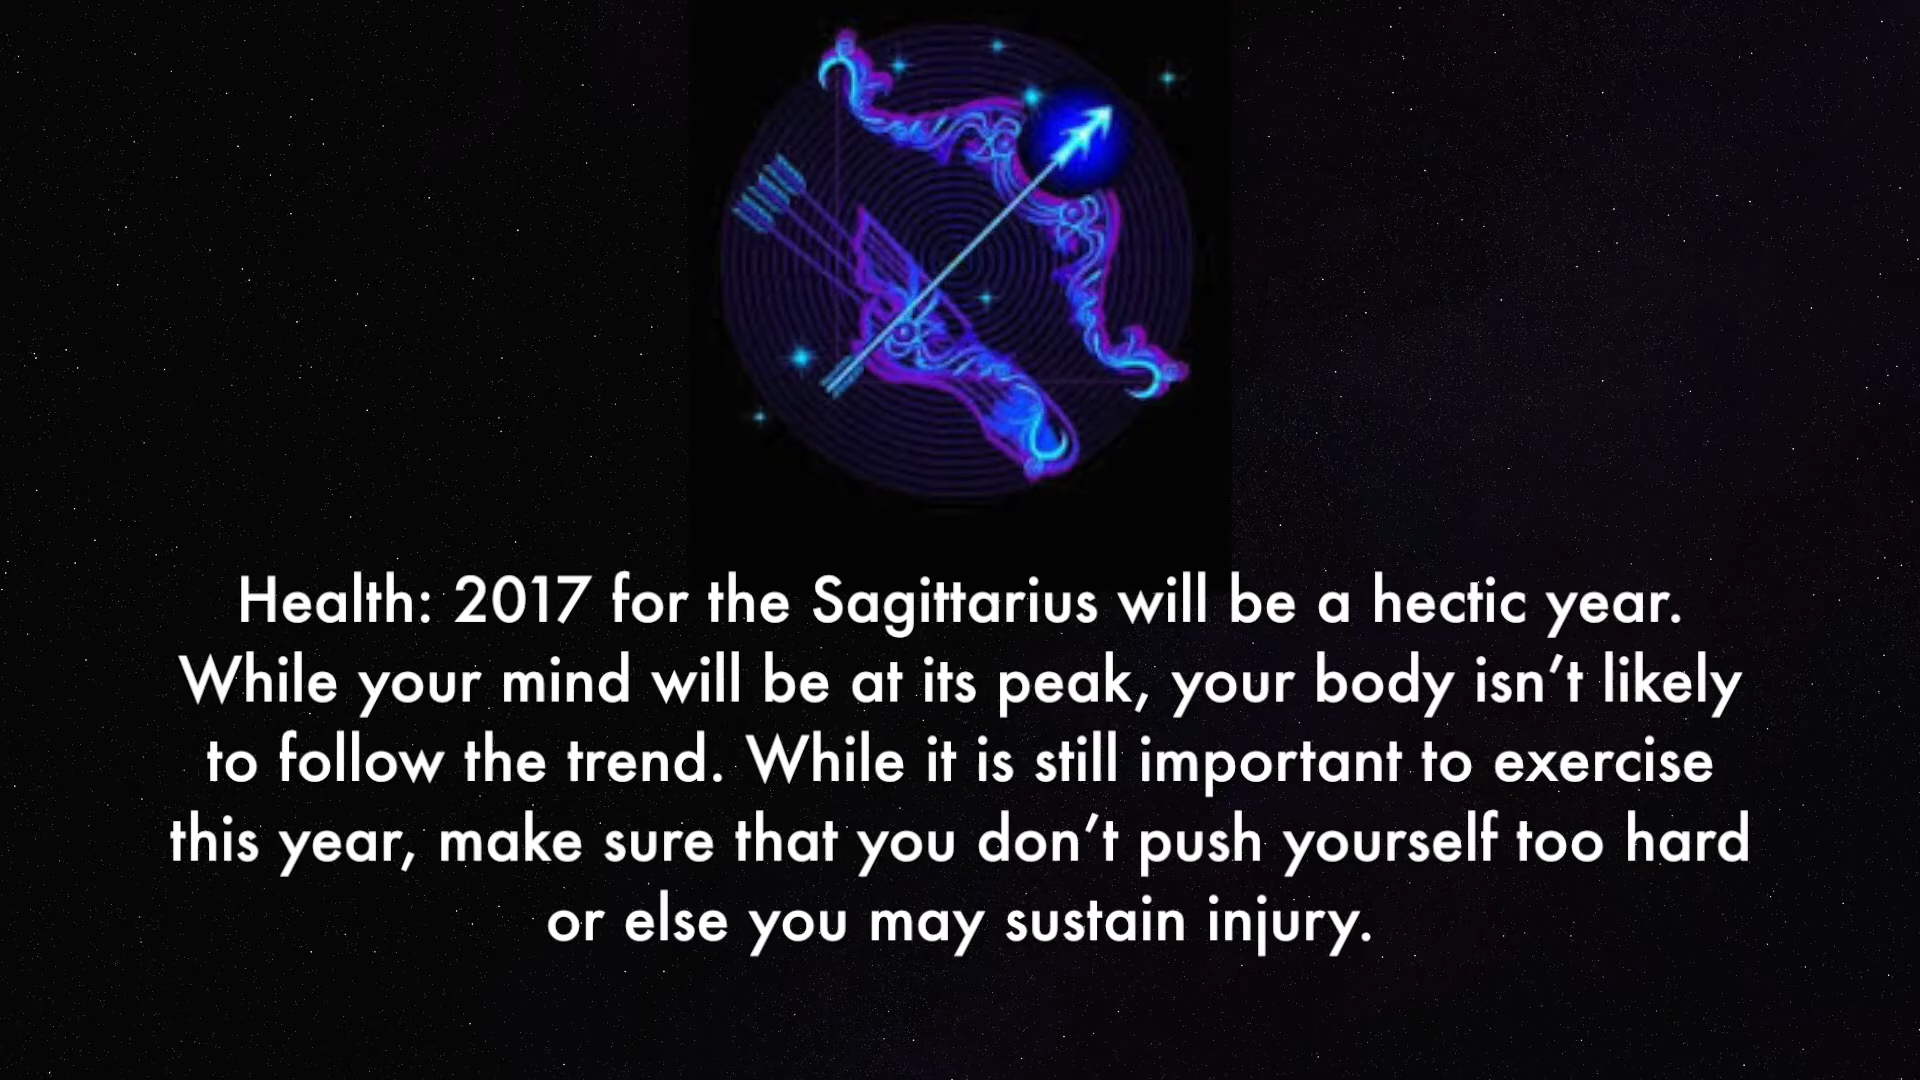 Health: 2017 for the Sagittarius will be a hectic year.
While your mind will be at its peak, your body isn’t likely
to follow the trend. While it is still important to exercise
this year, make sure that you don’t push yourself too hard
or else you may sustain injury.